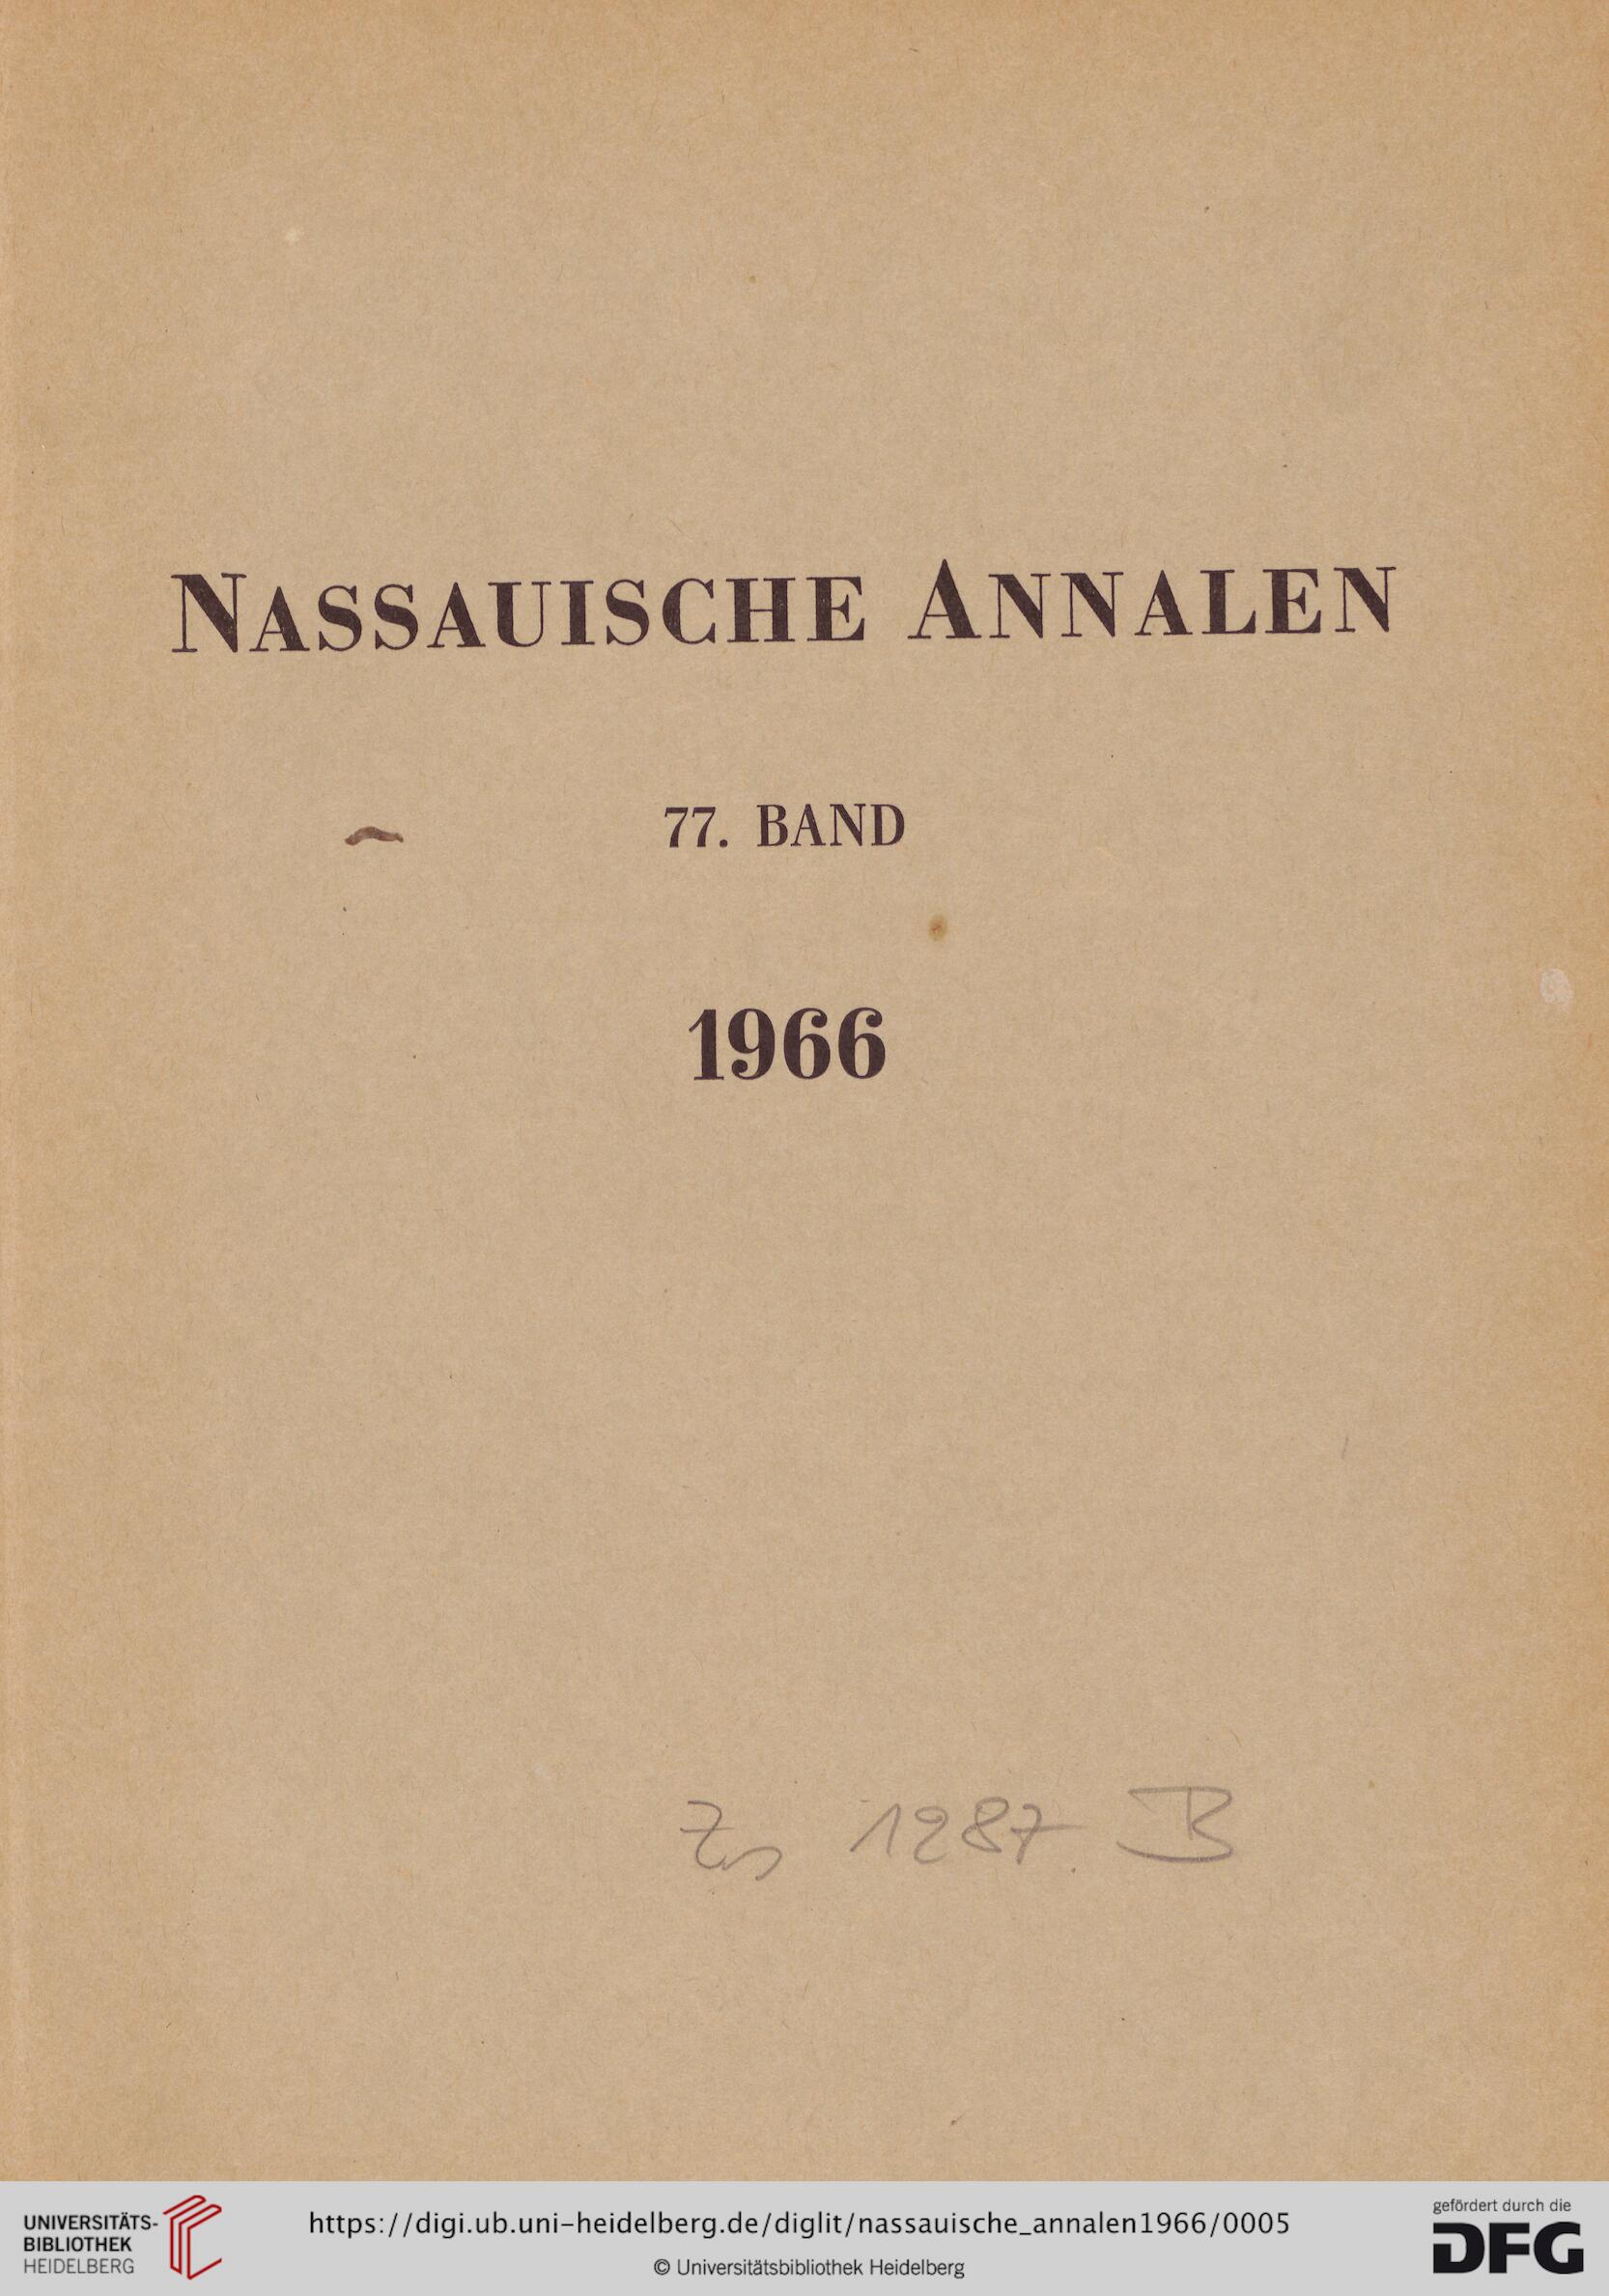 NASSAUISCHE ANNALEN
77. BAND
1966
Zs 1287 B
UNIVERSITÄTS-
BIBLIOTHEK
HEIDELBERG
https://digi.ub.uni-heidelberg.de/diglit/nassauische_annalen1966/0005
© Universitätsbibliothek Heidelberg
gefördert durch die
DFG